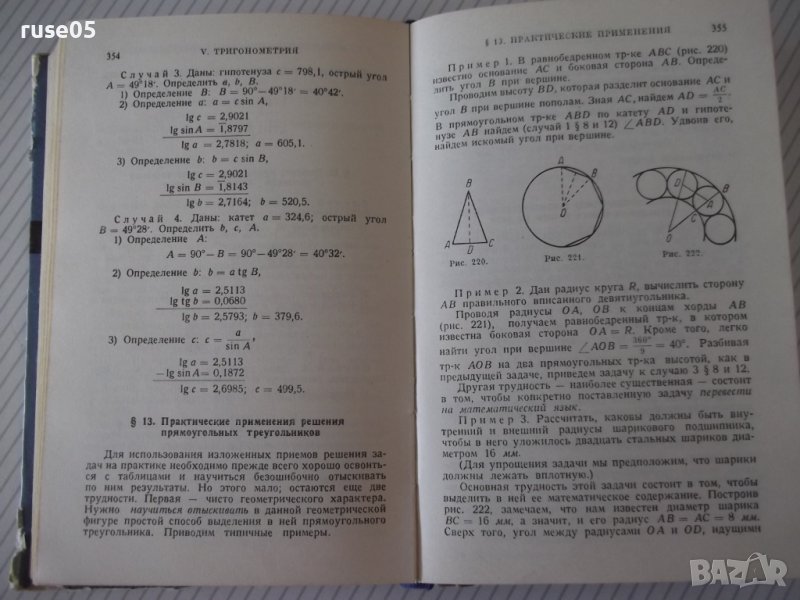 ruse05
354
V. ТРИГОНОМЕТРИЯ
Случай 3. Даны: гипотенуза c = 798,1, острый угол
A = 49°18′. Определить a, b, B.
1) Определение B: B = 90°—49°18′ = 40°42′.
2) Определение a: a = c sin A,
lg c = 2,9021
lg sin A = 1̅,8797
lg a = 2,7818; a = 605,1.
3) Определение b: b = c sin B,
lg c = 2,9021
lg sin B = 1̅,8143
lg b = 2,7164; b = 520,5.
Случай 4. Даны: катет a = 324,6; острый угол
B = 49°28′. Определить b, c, A.
1) Определение A:
A = 90°— B = 90°—49°28′ = 40°32′.
2) Определение b: b = a tg B,
lg a = 2,5113
lg tg b = 0,0680
lg b = 2,5793; b = 379,6.
3) Определение c. c = a / sin A,
lg a = 2,5113
—lg sin A = 0,1872
lg c = 2,6985; c = 499,5.
§ 13. Практические применения решения
прямоугольных треугольников
Для использования изложенных приемов решения за-
дач на практике необходимо прежде всего хорошо освоить-
ся с таблицами и научиться безошибочно отыскивать
по ним результаты. Но этого мало; остаются еще две
трудности. Первая — чисто геометрического характера.
Нужно научиться отыскивать в данной геометрической
фигуре простой способ выделения в ней прямоугольного
треугольника. Приводим типичные примеры.
§ 13. ПРАКТИЧЕСКИЕ ПРИМЕНЕНИЯ
355
Пример 1. В равнобедренном тр-ке ABC (рис. 220)
известно основание AC и боковая сторона AB. Опреде-
лить угол B при вершине.
Проводим высоту BD, которая разделит основание AC и
угол B при вершине пополам. Зная AC, найдем AD = AC/2.
В прямоугольном тр-ке ABD по катету AD и гипоте-
нузе AB найдем (случай 1 § 8 и 12) ∠ABD. Удвоив его,
найдем искомый угол при вершине.
B
A
C
D
Рис. 220.
A
B
D
Рис. 221.
D
B
A
C
O
Рис. 222.
Пример 2. Дан радиус круга R, вычислить сторону
AB правильного вписанного девятиугольника.
Проводя радиусы OA, OB к концам хорды AB
(рис. 221), получаем равнобедренный тр-к, в котором
известна боковая сторона OA = R. Кроме того, легко
найти угол при вершине ∠AOB = 360°/9 = 40°. Разбивая
тр-к AOB на два прямоугольных тр-ка высотой, как в
предыдущей задаче, приведем задачу к случаю 3 § 8 и 12.
Другая трудность — наиболее существенная — состоит
в том, чтобы конкретно поставленную задачу перевести
на математический язык.
Пример 3. Рассчитать, каковы должны быть внут-
ренний и внешний радиусы шарикового подшипника,
чтобы в него уложилось двадцать стальных шариков диа-
метром 16 мм.
(Для упрощения задачи мы предположим, что шарики
должны лежать вплотную.)
Основная трудность этой задачи состоит в том, чтобы
выделить в ней ее математическое содержание. Построив
рис. 222, замечаем, что нам известен диаметр шарика
BC = 16 мм, а значит, и его радиус AB = AC = 8 мм.
Сверх того, угол между радиусами OA и OD, идущими
BAZAR